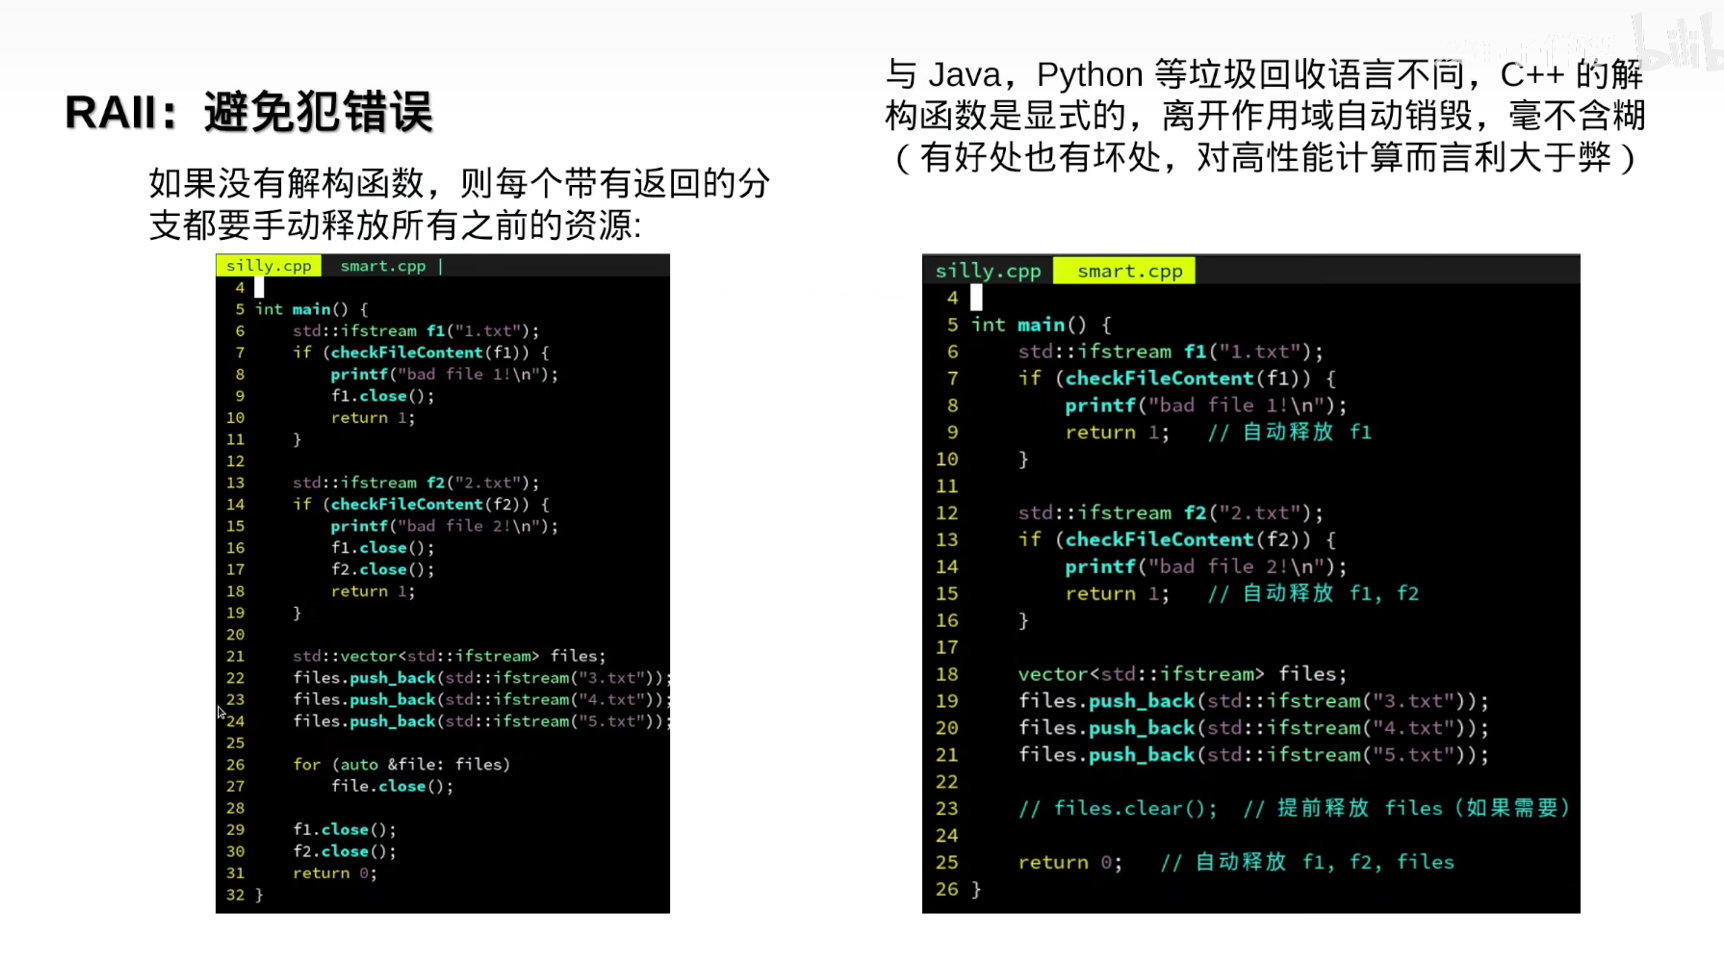 RAII：避免犯错误
如果没有解构函数，则每个带有返回的分
支都要手动释放所有之前的资源:
silly.cpp smart.cpp |
4
5 int main() {
6     std::ifstream f1("1.txt");
7     if (checkFileContent(f1)) {
8         printf("bad file 1!\n");
9         f1.close();
10         return 1;
11     }
12
13     std::ifstream f2("2.txt");
14     if (checkFileContent(f2)) {
15         printf("bad file 2!\n");
16         f1.close();
17         f2.close();
18         return 1;
19     }
20
21     std::vector<std::ifstream> files;
22     files.push_back(std::ifstream("3.txt"));
23     files.push_back(std::ifstream("4.txt"));
24     files.push_back(std::ifstream("5.txt"));
25
26     for (auto &file: files)
27         file.close();
28
29     f1.close();
30     f2.close();
31     return 0;
32 }
与 Java，Python 等垃圾回收语言不同，C++ 的解
构函数是显式的，离开作用域自动销毁，毫不含糊
（有好处也有坏处，对高性能计算而言利大于弊）
silly.cpp smart.cpp
4
5 int main() {
6     std::ifstream f1("1.txt");
7     if (checkFileContent(f1)) {
8         printf("bad file 1!\n");
9         return 1;   // 自动释放 f1
10     }
11
12     std::ifstream f2("2.txt");
13     if (checkFileContent(f2)) {
14         printf("bad file 2!\n");
15         return 1;   // 自动释放 f1, f2
16     }
17
18     vector<std::ifstream> files;
19     files.push_back(std::ifstream("3.txt"));
20     files.push_back(std::ifstream("4.txt"));
21     files.push_back(std::ifstream("5.txt"));
22
23     // files.clear();  // 提前释放 files（如果需要）
24
25     return 0;   // 自动释放 f1, f2, files
26 }